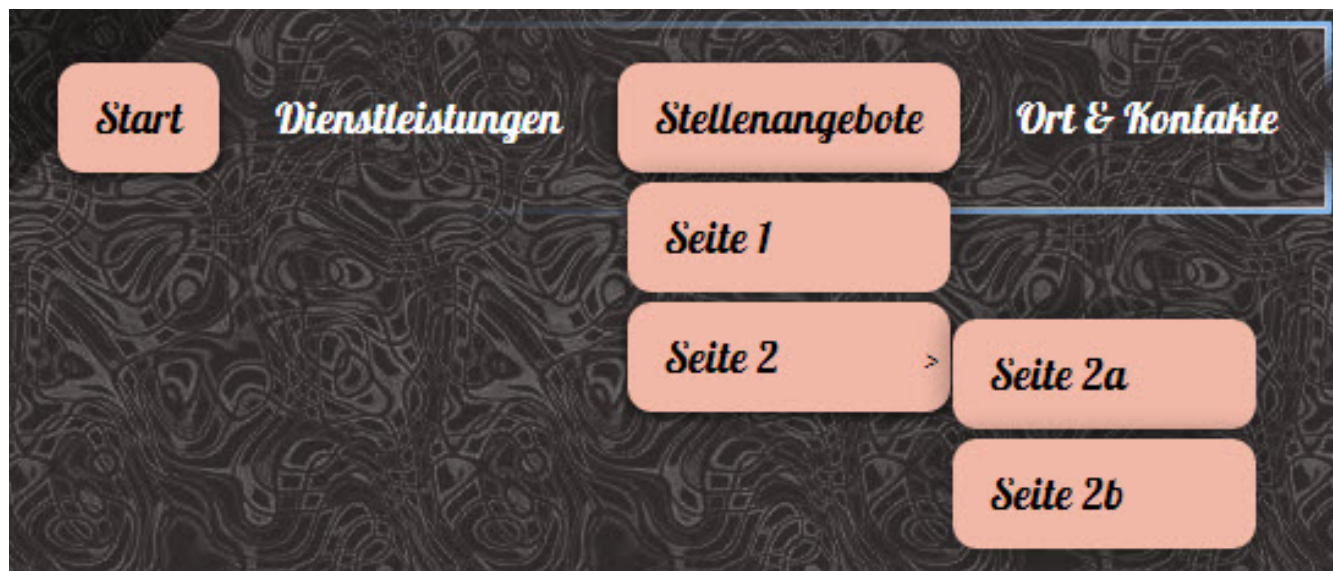 Start Dienstleistungen Stellenangebote Ort & Kontakte
Seite 1
Seite 2 >
Seite 2a
Seite 2b